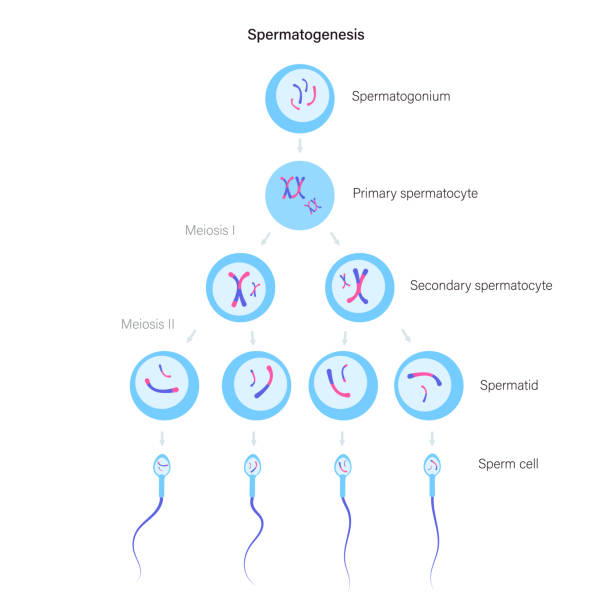 Spermatogenesis
Spermatogonium
Primary spermatocyte
Meiosis I
Secondary spermatocyte
Meiosis II
Spermatid
Sperm cell